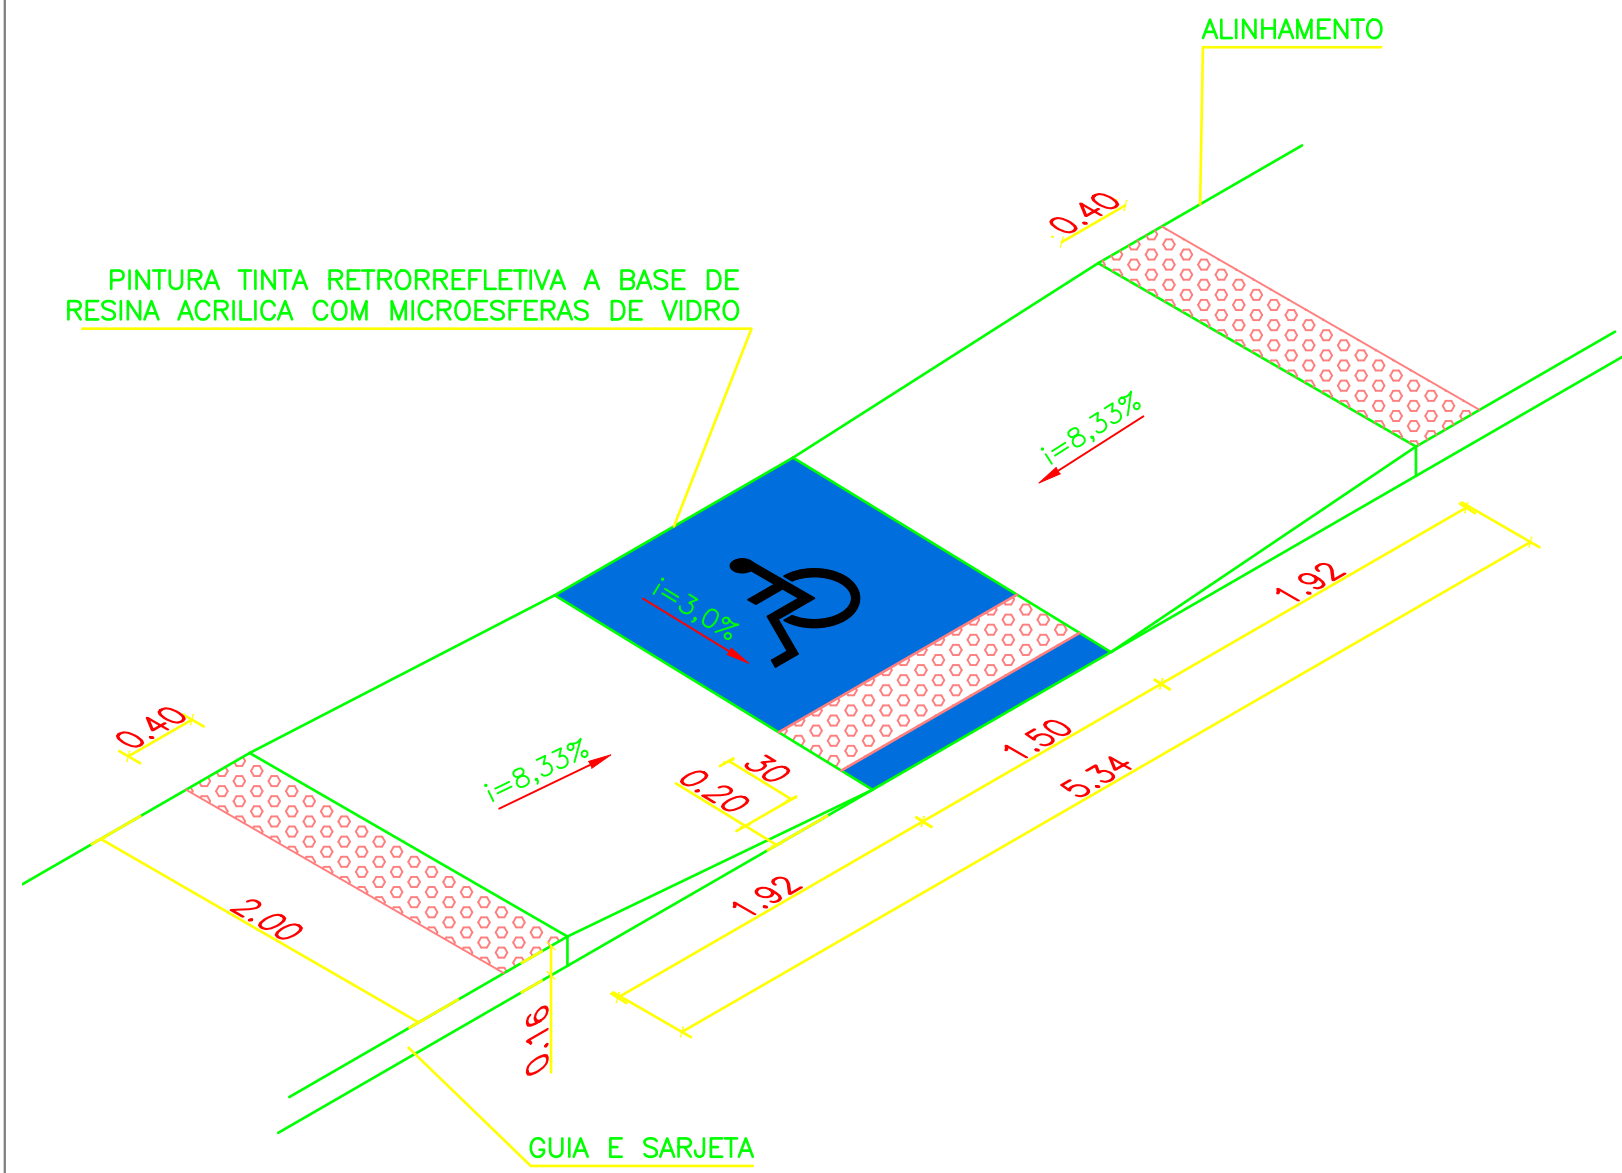 ALINHAMENTO
0.40
PINTURA TINTA RETRORREFLETIVA A BASE DE
RESINA ACRILICA COM MICROESFERAS DE VIDRO
i=8,33%
i=3,0%
1.92
0.40
i=8,33%
30
0.20
1.50
5.34
1.92
2.00
0.16
GUIA E SARJETA